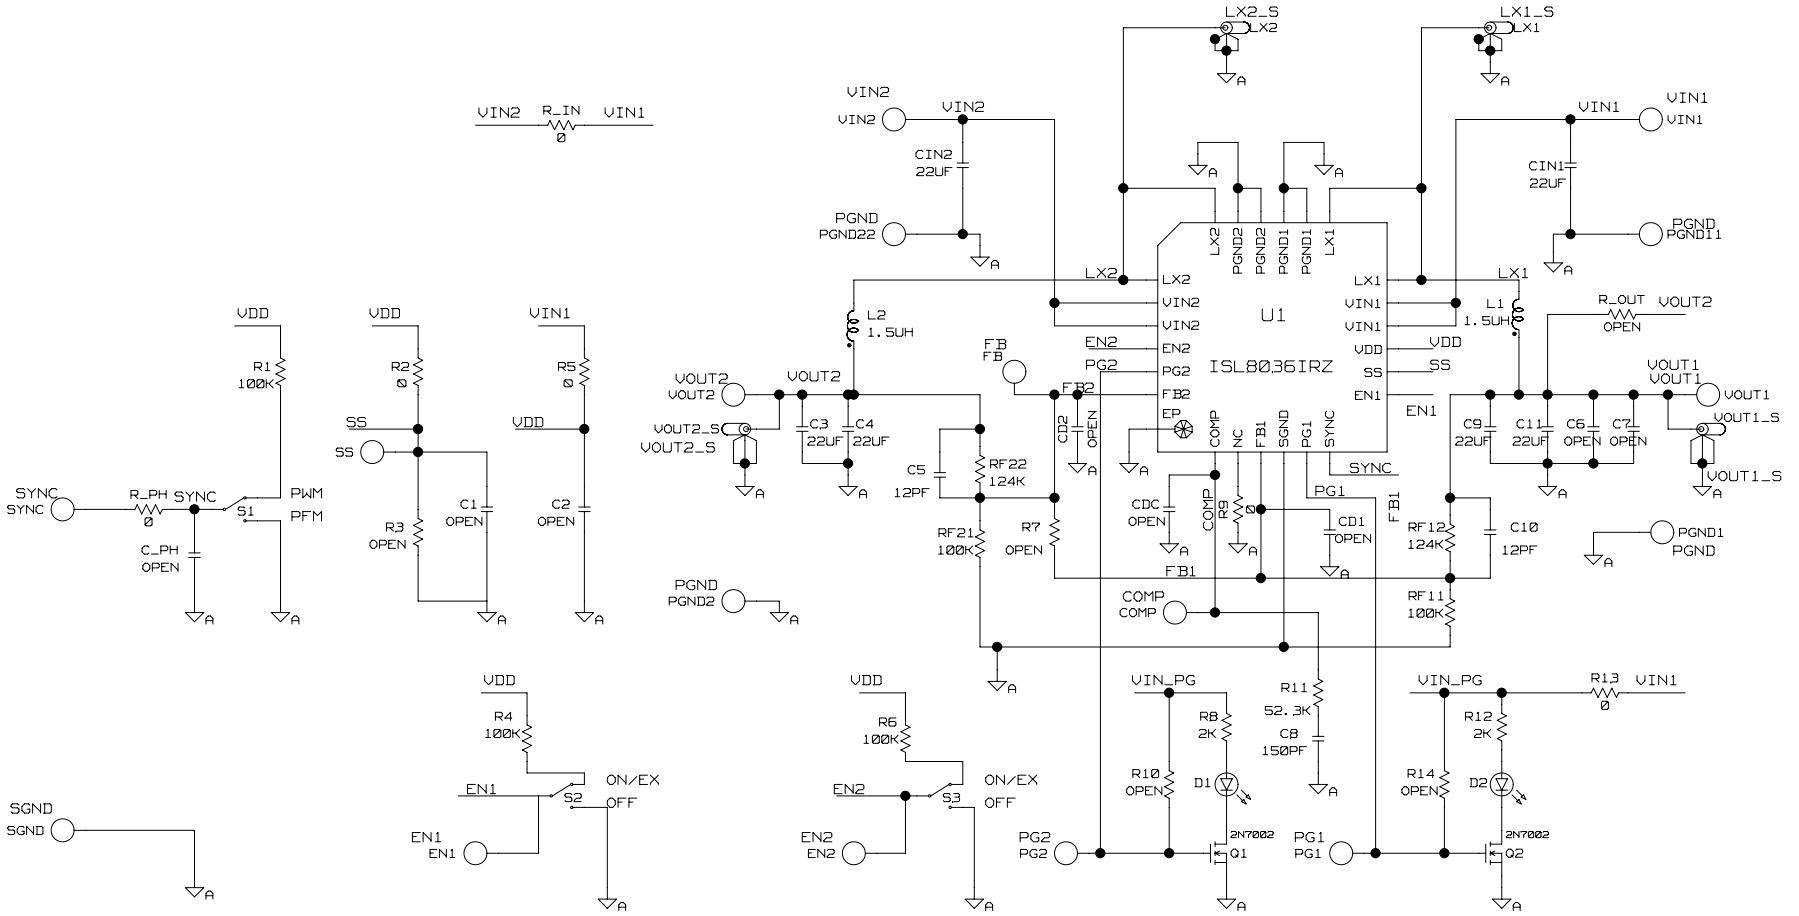 LX2_S
LX2
A
LX1_S
LX1
A
VIN2
VIN2
VIN2
VIN1
VIN1
VIN1
VIN2
R_IN
VIN1
0
CIN2
22UF
A
A
CIN1
22UF
PGND
PGND22
A
PGND
PGND11
A
LX2
PGND2
PGND2
PGND1
PGND1
LX1
LX2
LX2
LX1
LX1
VIN2
VIN1
VIN2
VIN1
EN2
EN2
VDD
VDD
PG2
PG2
SS
SS
FB2
FB2
EN1
EN1
EP
U1
ISL8036IRZ
COMP
NC
FB1
SGND
PG1
SYNC
L2
1.5UH
L1
1.5UH
R_OUT
VOUT2
OPEN
VDD
R1
100K
VDD
R2
0
VIN1
R5
0
FB
FB
VOUT2
VOUT2
VOUT2
VOUT1
VOUT1
VOUT1
SS
SS
VDD
VOUT2_S
VOUT2_S
A
C3
22UF
C4
22UF
A
CD2
OPEN
A
A
C9
22UF
C11
22UF
C6
OPEN
C7
OPEN
A
VOUT1_S
VOUT1_S
A
C5
12PF
RF22
124K
SYNC
PG1
FB1
SYNC
SYNC
R_PH
0
SYNC
S1
PWM
PFM
C_PH
OPEN
A
A
R3
OPEN
C1
OPEN
A
C2
OPEN
A
RF21
100K
R7
OPEN
CDC
OPEN
A
COMP
R9
0
A
CD1
OPEN
A
RF12
124K
C10
12PF
PGND1
PGND
A
FB1
PGND
PGND2
A
COMP
COMP
RF11
100K
A
VDD
R4
100K
VDD
R6
100K
VIN_PG
R8
2K
R11
52.3K
C8
150PF
A
VIN_PG
R12
2K
R13
0
VIN1
EN1
S2
ON/EX
OFF
EN2
S3
ON/EX
OFF
R10
OPEN
D1
R14
OPEN
D2
SGND
SGND
A
EN1
EN1
A
EN2
EN2
A
PG2
PG2
2N7002
Q1
A
PG1
PG1
2N7002
Q2
A